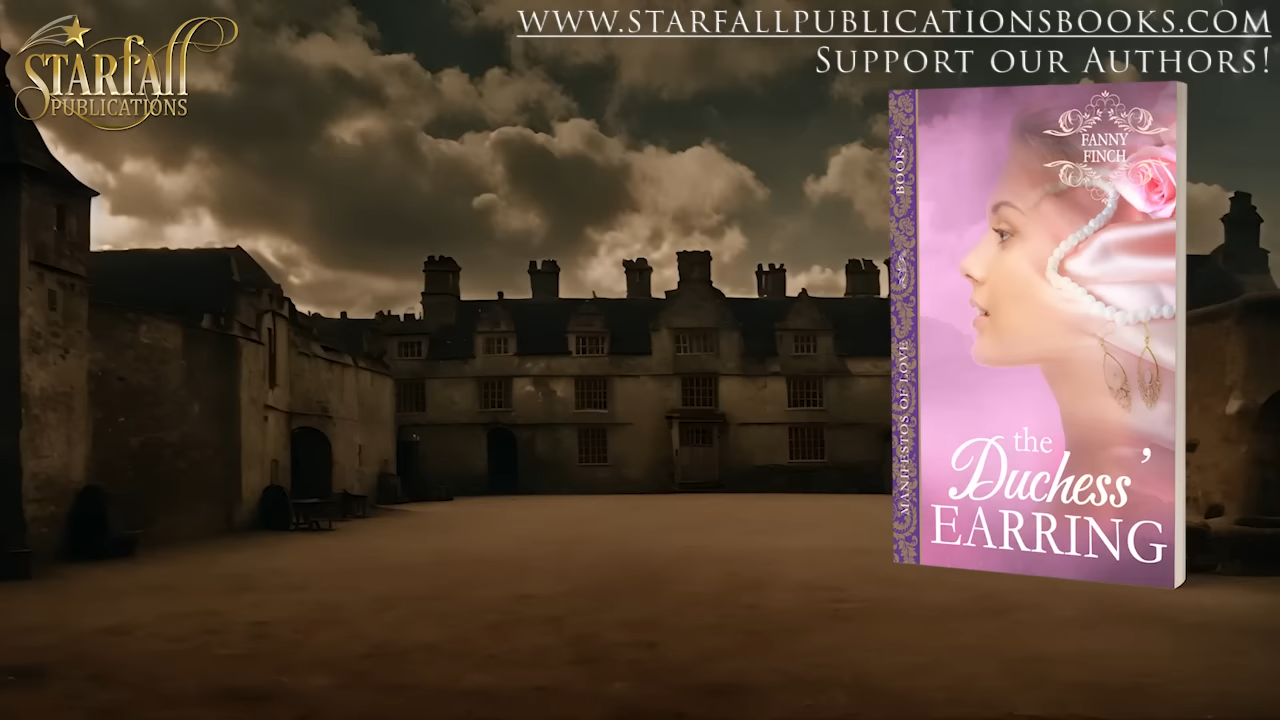 STARfall
PUBLICATIONS
WWW.STARFALLPUBLICATIONSBOOKS.COM
SUPPORT OUR AUTHORS!
MANIFESTOS OF LOVE
BOOK 4
FANNY
FINCH
the
Duchess'
EARRING